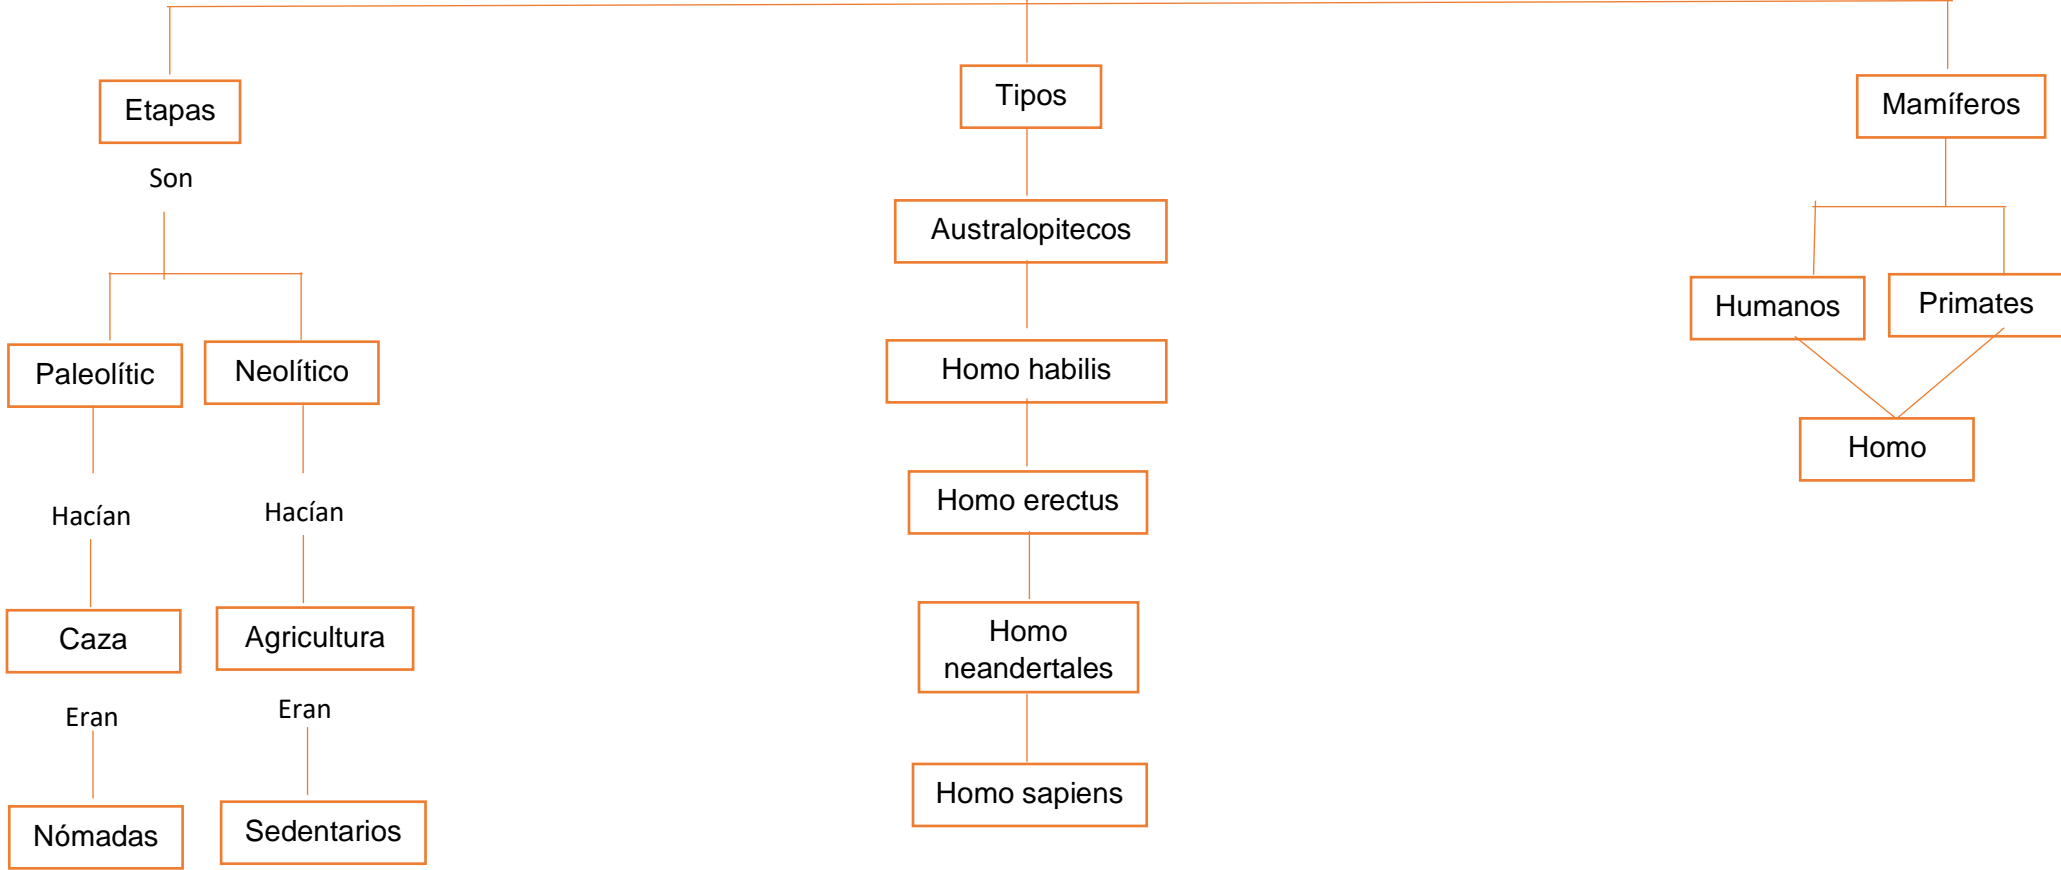 Etapas
Son
Paleolític
Neolítico
Hacían
Hacían
Caza
Agricultura
Eran
Eran
Nómadas
Sedentarios
Tipos
Australopitecos
Homo habilis
Homo erectus
Homo
neandertales
Homo sapiens
Mamíferos
Humanos
Primates
Homo